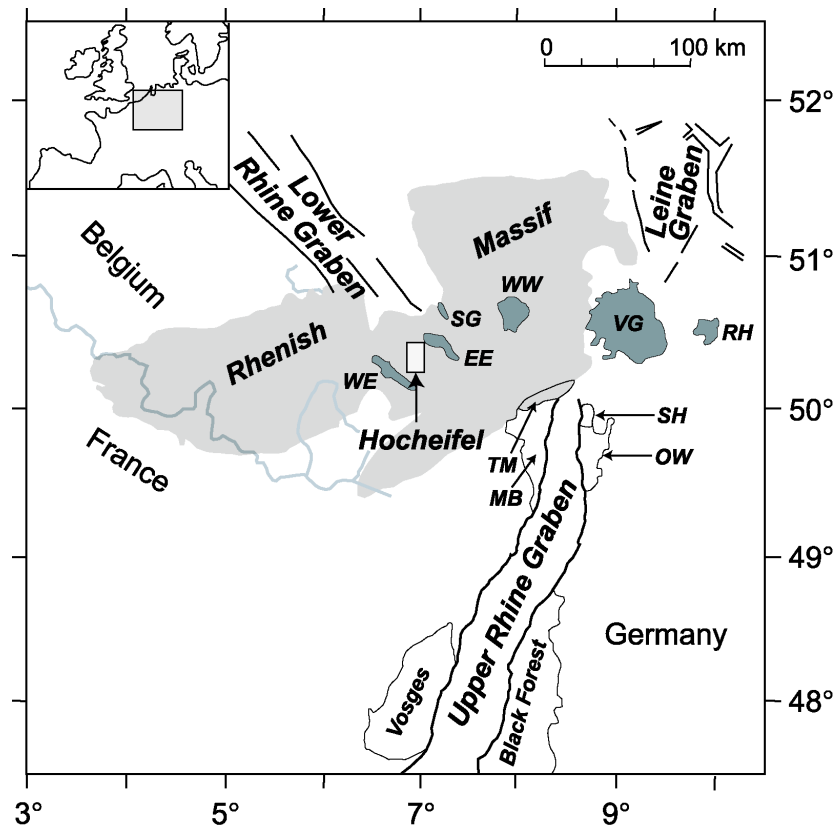 0 100 km
52°
Lower
Rhine Graben
Leine
Graben
Massif
Belgium
51°
WW
SG
VG
RH
Rhenish
EE
WE
50°
SH
Hocheifel
France
TM
OW
MB
49°
Upper Rhine Graben
Germany
Vosges
Black Forest
48°
3° 5° 7° 9°